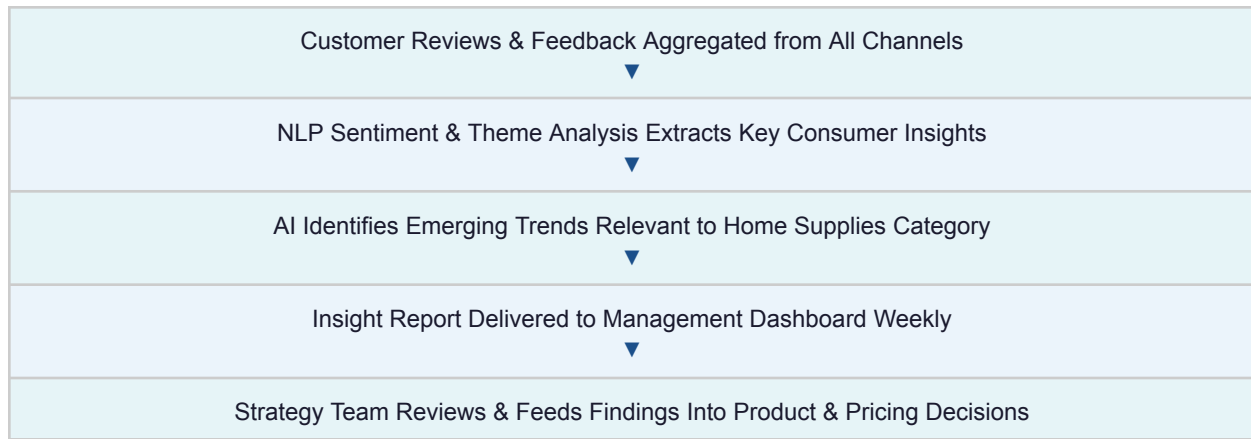 Customer Reviews & Feedback Aggregated from All Channels
NLP Sentiment & Theme Analysis Extracts Key Consumer Insights
AI Identifies Emerging Trends Relevant to Home Supplies Category
Insight Report Delivered to Management Dashboard Weekly
Strategy Team Reviews & Feeds Findings Into Product & Pricing Decisions